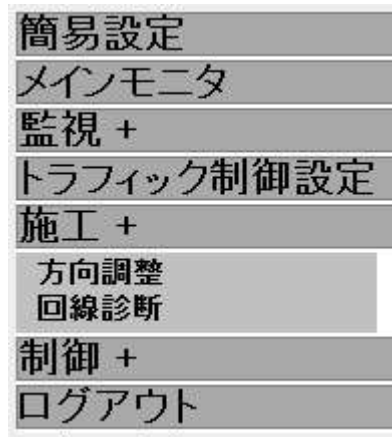 簡易設定
メインモニタ
監視 +
トラフィック制御設定
施工 +
方向調整
回線診断
制御 +
ログアウト